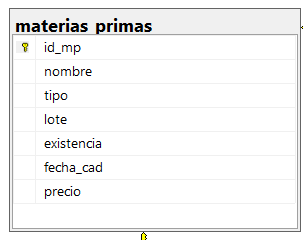 materias_primas
id_mp
nombre
tipo
lote
existencia
fecha_cad
precio